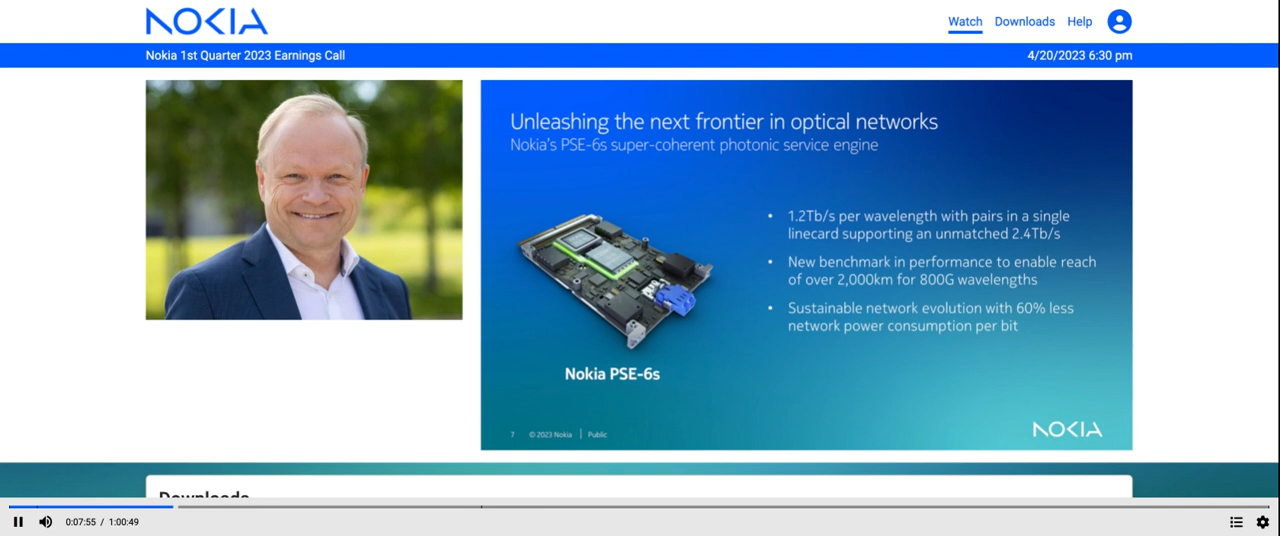 NOKIA
Watch Downloads Help
Nokia 1st Quarter 2023 Earnings Call
4/20/2023 6:30 pm
Unleashing the next frontier in optical networks
Nokia's PSE-6s super-coherent photonic service engine
• 1.2Tb/s per wavelength with pairs in a single
linecard supporting an unmatched 2.4Tb/s
• New benchmark in performance to enable reach
of over 2,000km for 800G wavelengths
• Sustainable network evolution with 60% less
network power consumption per bit
Nokia PSE-6s
7 © 2023 Nokia | Public
NOKIA
Downloads
0:07:55 / 1:00:49